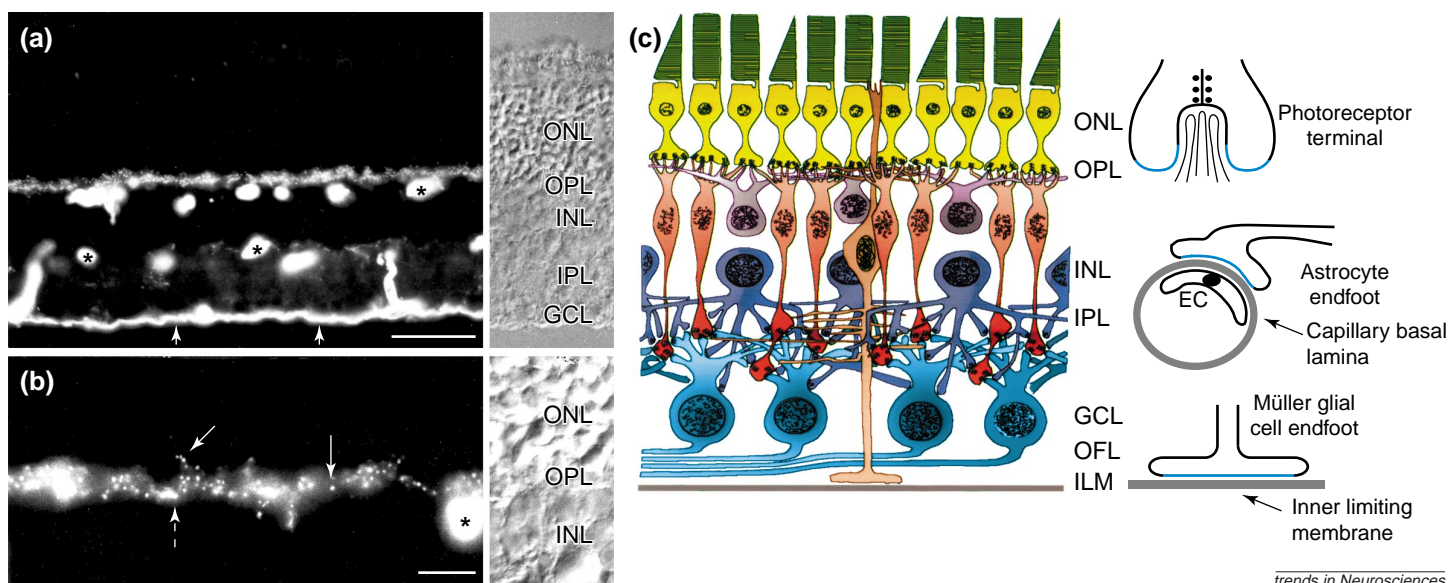 (a)
ONL
OPL
INL
IPL
GCL
*
*
*
(b)
ONL
OPL
INL
*
(c)
ONL
OPL
INL
IPL
GCL
OFL
ILM
Photoreceptor
terminal
EC
Astrocyte
endfoot
Capillary basal
lamina
Müller glial
cell endfoot
Inner limiting
membrane
trends in Neurosciences